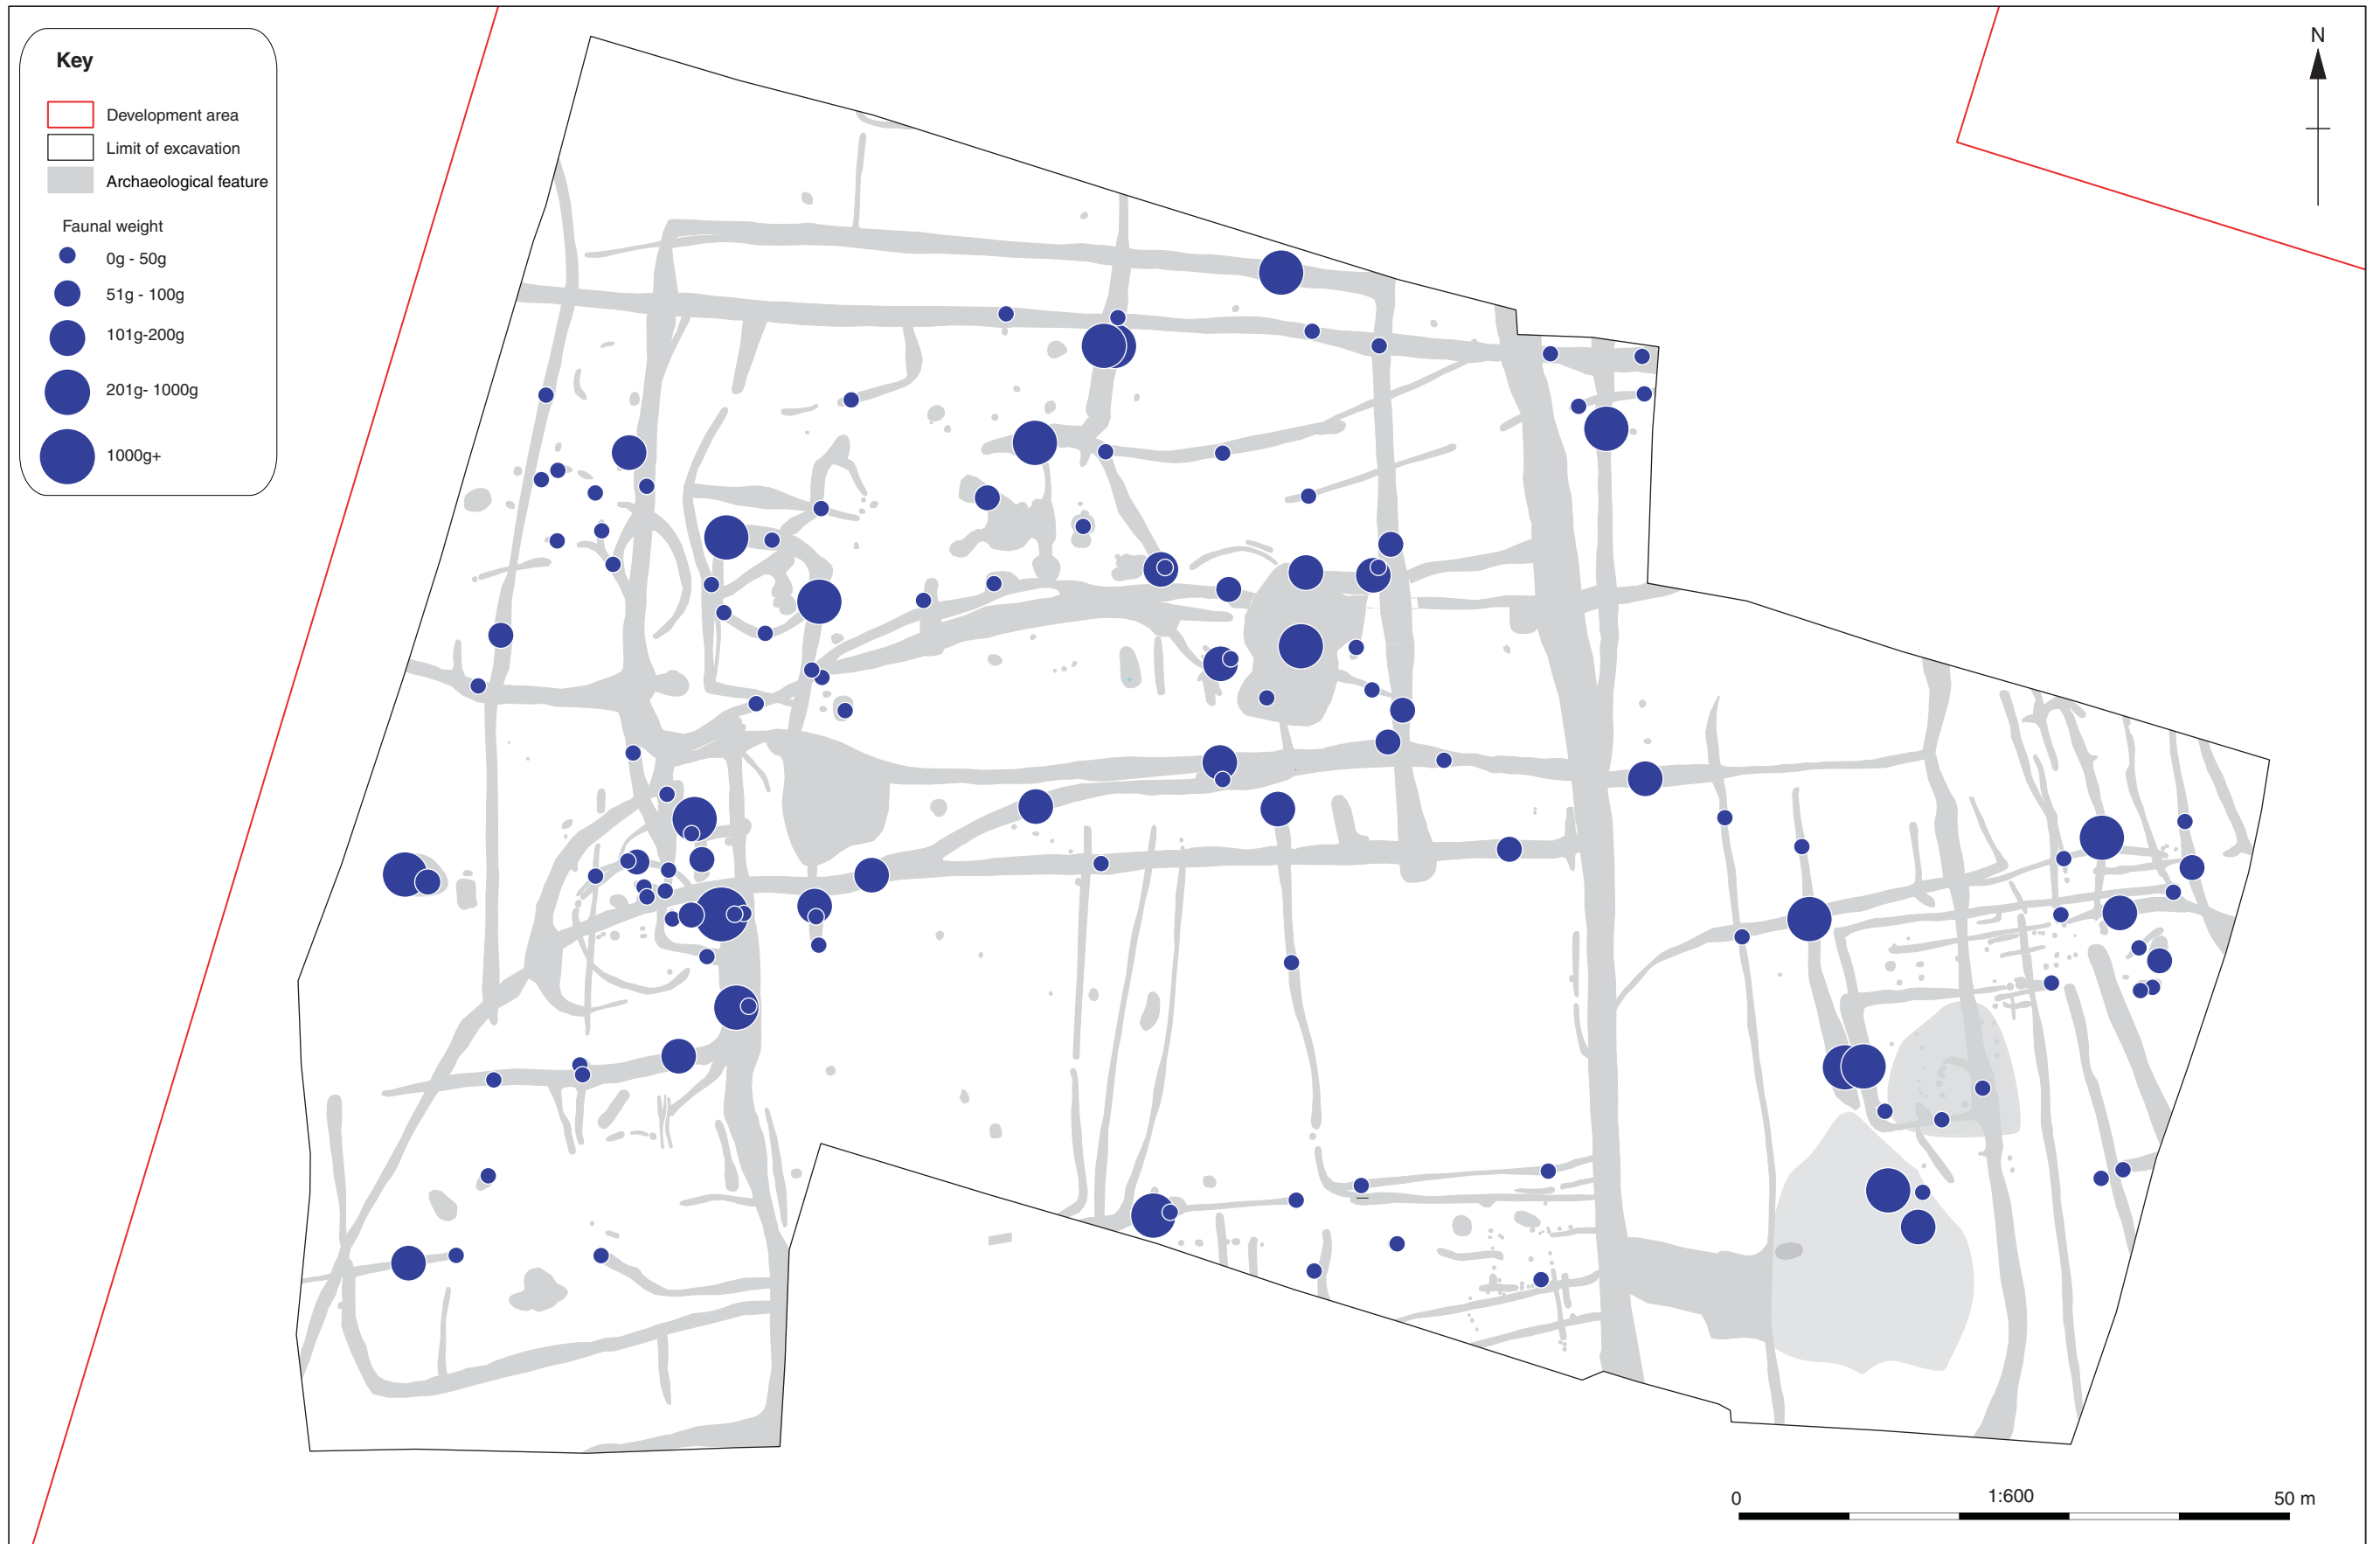 Key
Development area
Limit of excavation
Archaeological feature
Faunal weight
0g - 50g
51g - 100g
101g-200g
201g- 1000g
1000g+
N
0 1:600 50 m